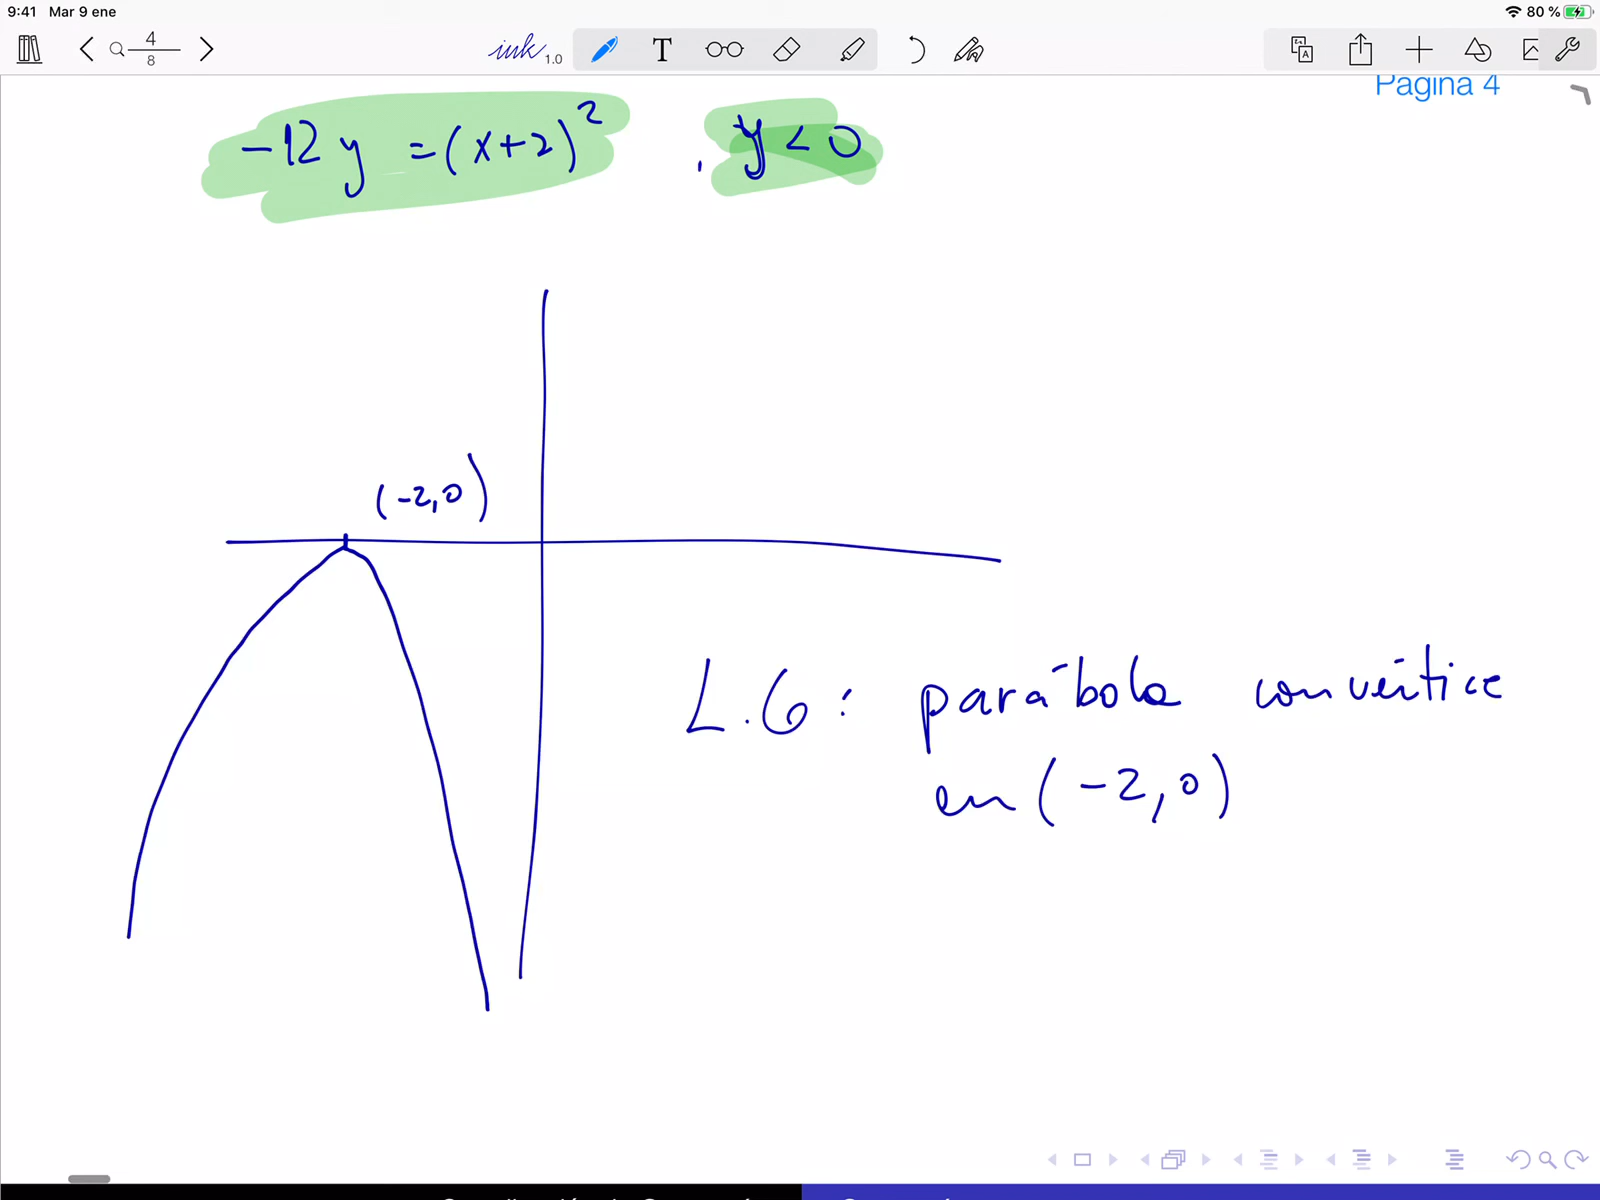 9:41 Mar 9 ene
80 %
4
8
ink 1.0
T
Pagina 4
-12y = (x+2)² , y < 0
(-2,0)
L.G: parábola con vértice
en (-2,0)